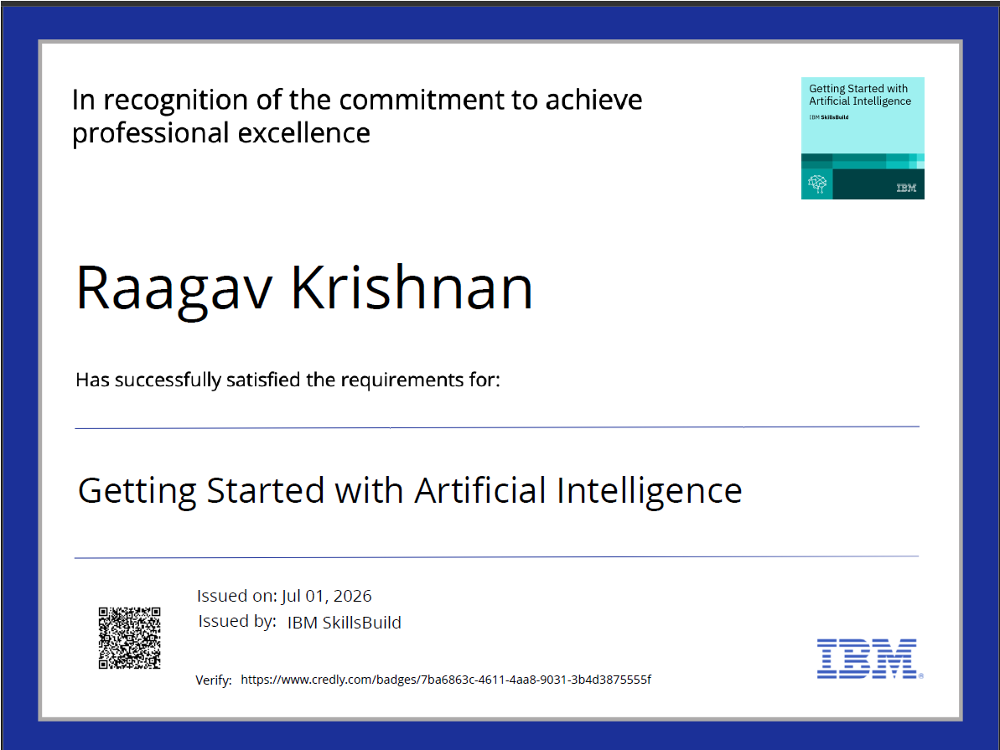 In recognition of the commitment to achieve
professional excellence
Getting Started with
Artificial Intelligence
IBM SkillsBuild
IBM
Raagav Krishnan
Has successfully satisfied the requirements for:
Getting Started with Artificial Intelligence
Issued on: Jul 01, 2026
Issued by: IBM SkillsBuild
Verify: https://www.credly.com/badges/7ba6863c-4611-4aa8-9031-3b4d3875555f
IBM®